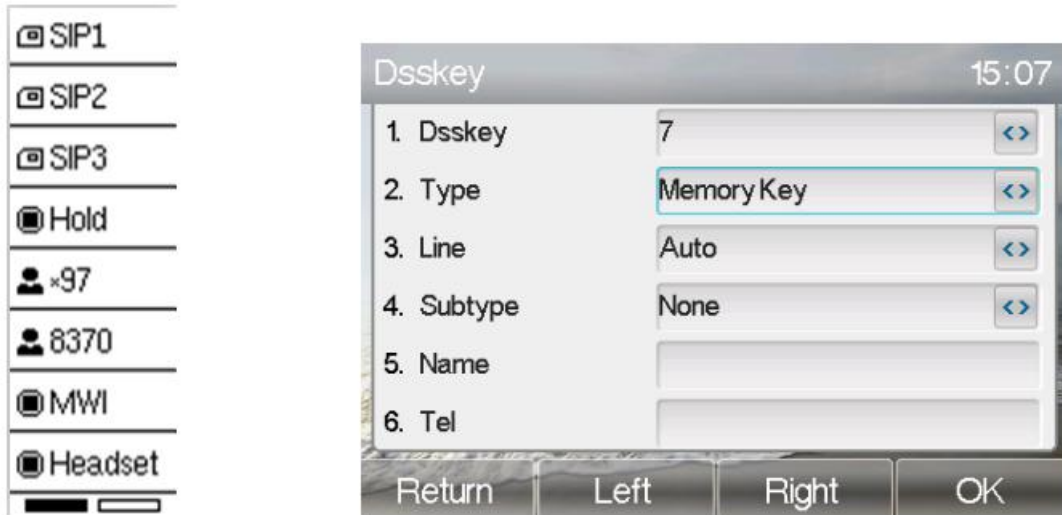 SIP1
SIP2
SIP3
Hold
*97
8370
MWI
Headset
Dsskey 15:07
1. Dsskey 7 <>
2. Type Memory Key <>
3. Line Auto <>
4. Subtype None <>
5. Name
6. Tel
Return Left Right OK